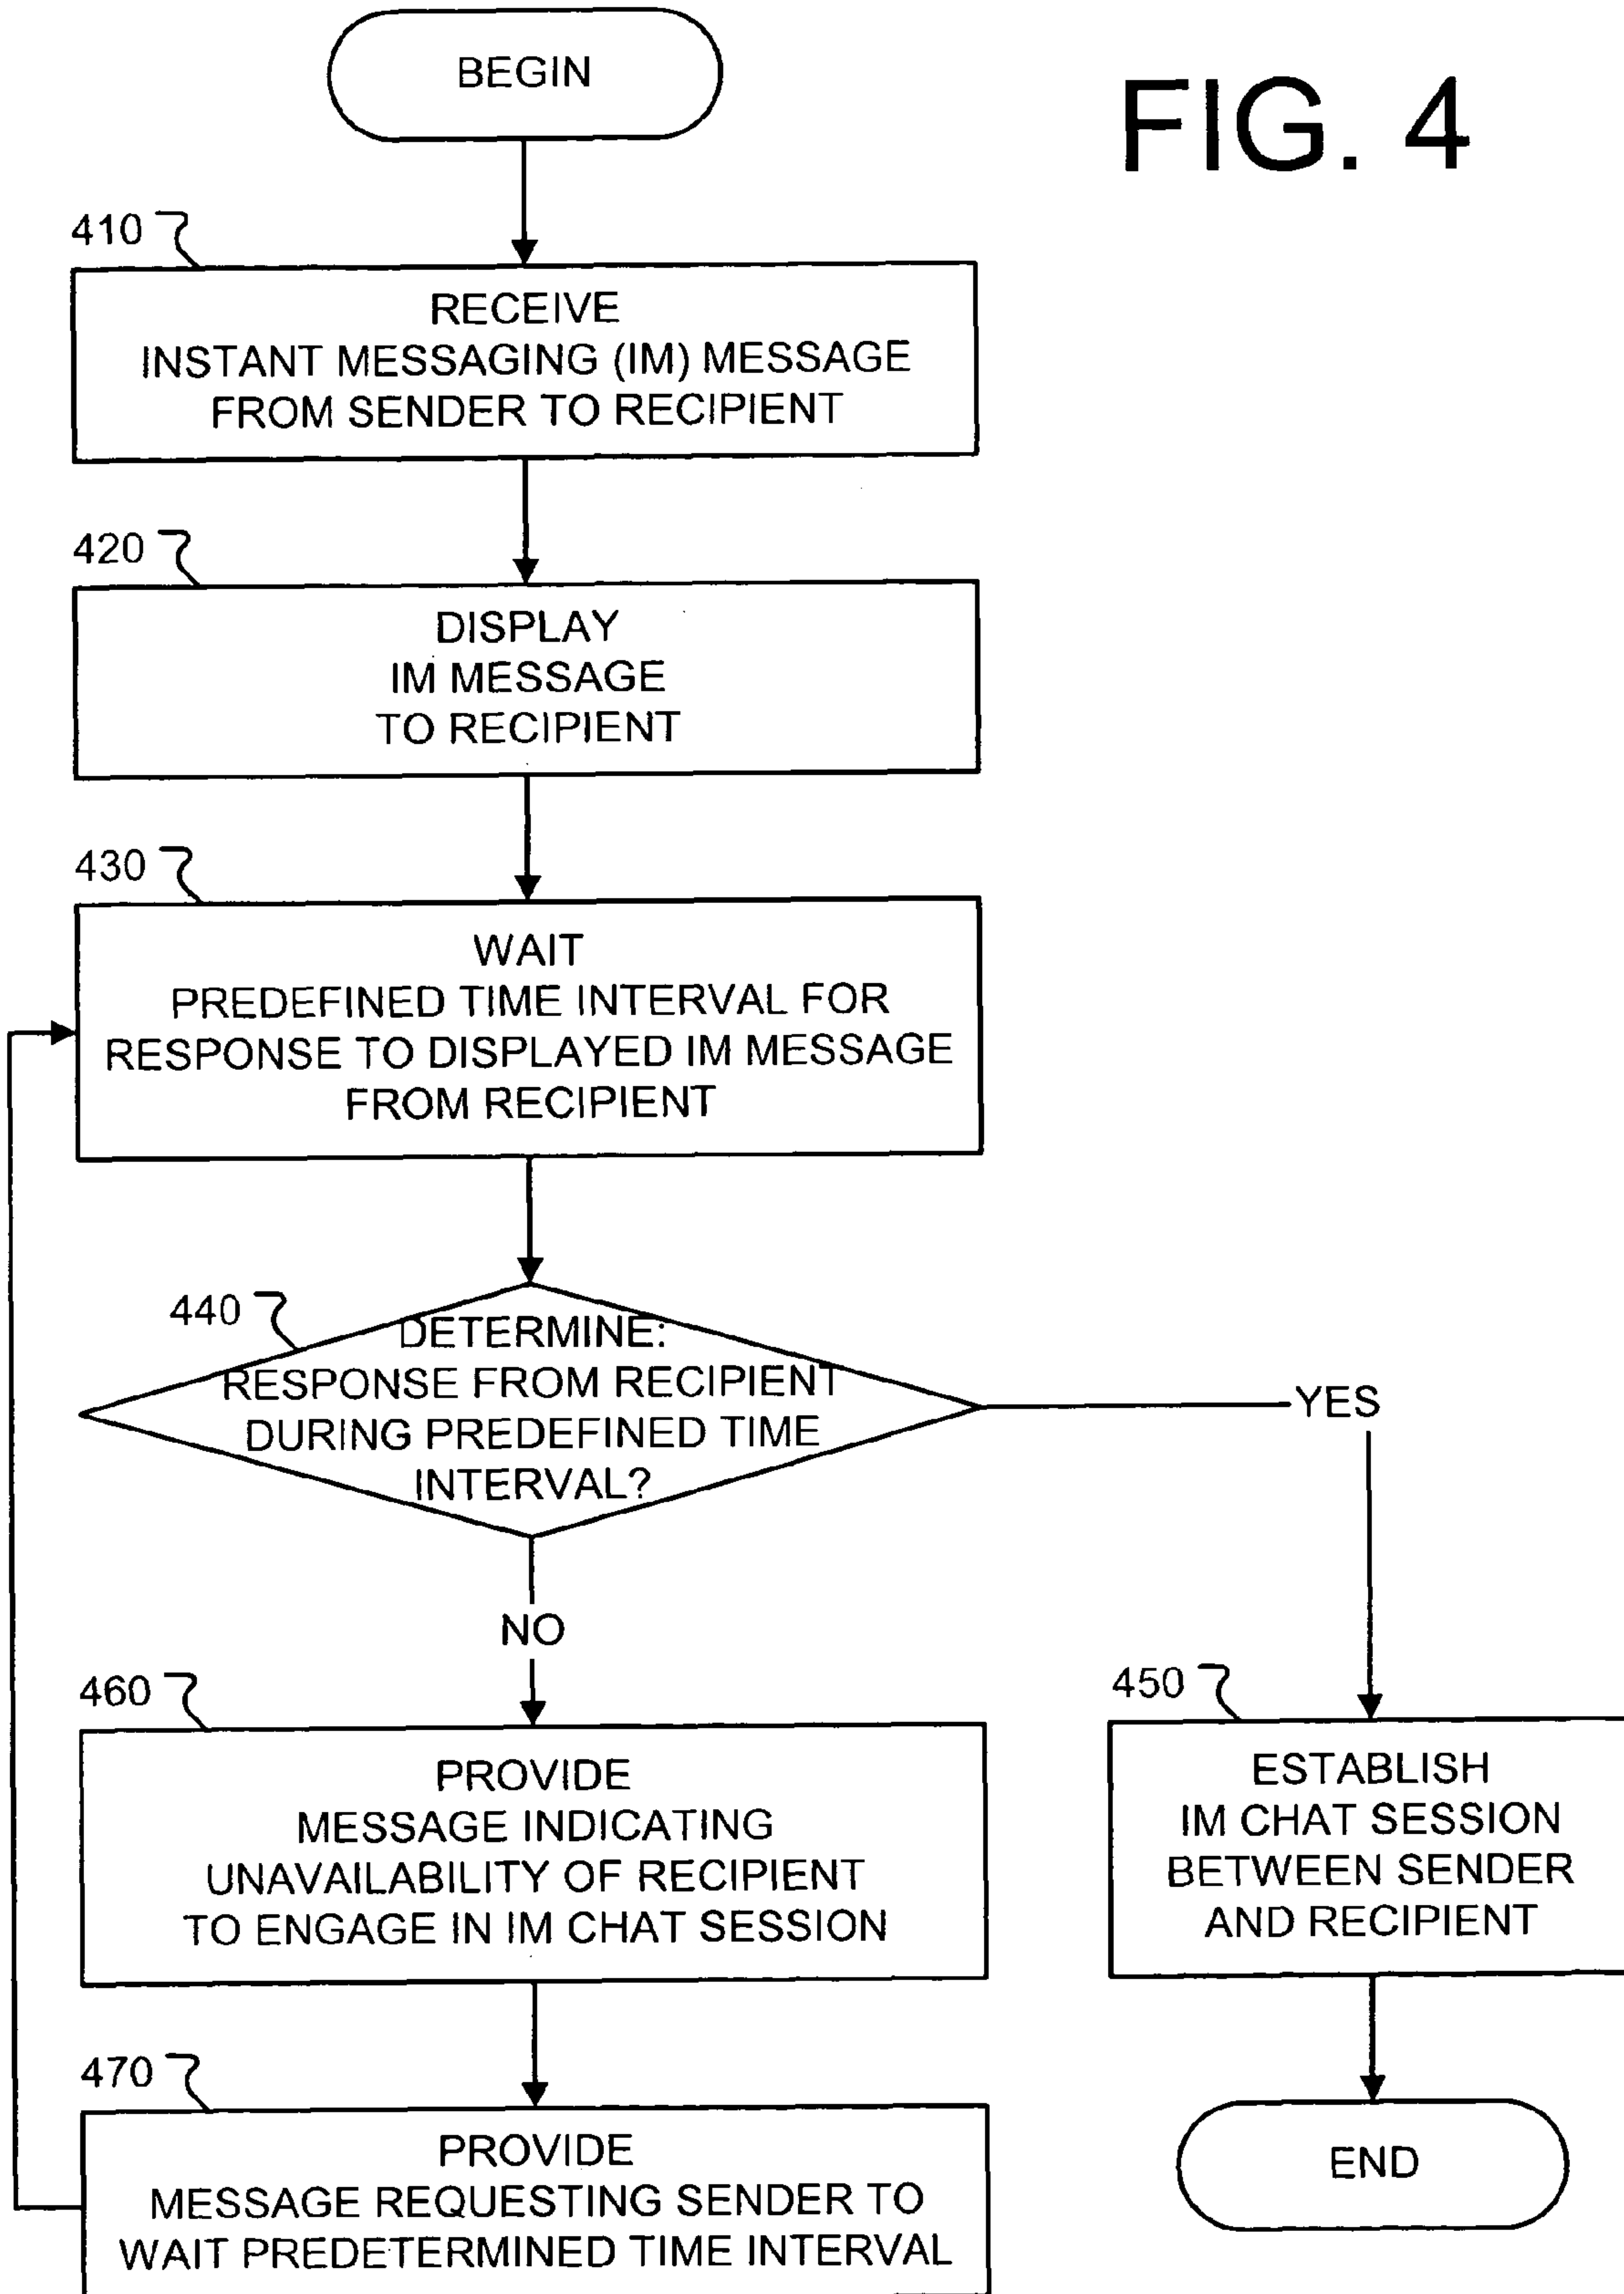 FIG. 4
BEGIN
410
RECEIVE
INSTANT MESSAGING (IM) MESSAGE
FROM SENDER TO RECIPIENT
420
DISPLAY
IM MESSAGE
TO RECIPIENT
430
WAIT
PREDEFINED TIME INTERVAL FOR
RESPONSE TO DISPLAYED IM MESSAGE
FROM RECIPIENT
440
DETERMINE:
RESPONSE FROM RECIPIENT
DURING PREDEFINED TIME
INTERVAL?
YES
NO
450
ESTABLISH
IM CHAT SESSION
BETWEEN SENDER
AND RECIPIENT
END
460
PROVIDE
MESSAGE INDICATING
UNAVAILABILITY OF RECIPIENT
TO ENGAGE IN IM CHAT SESSION
470
PROVIDE
MESSAGE REQUESTING SENDER TO
WAIT PREDETERMINED TIME INTERVAL